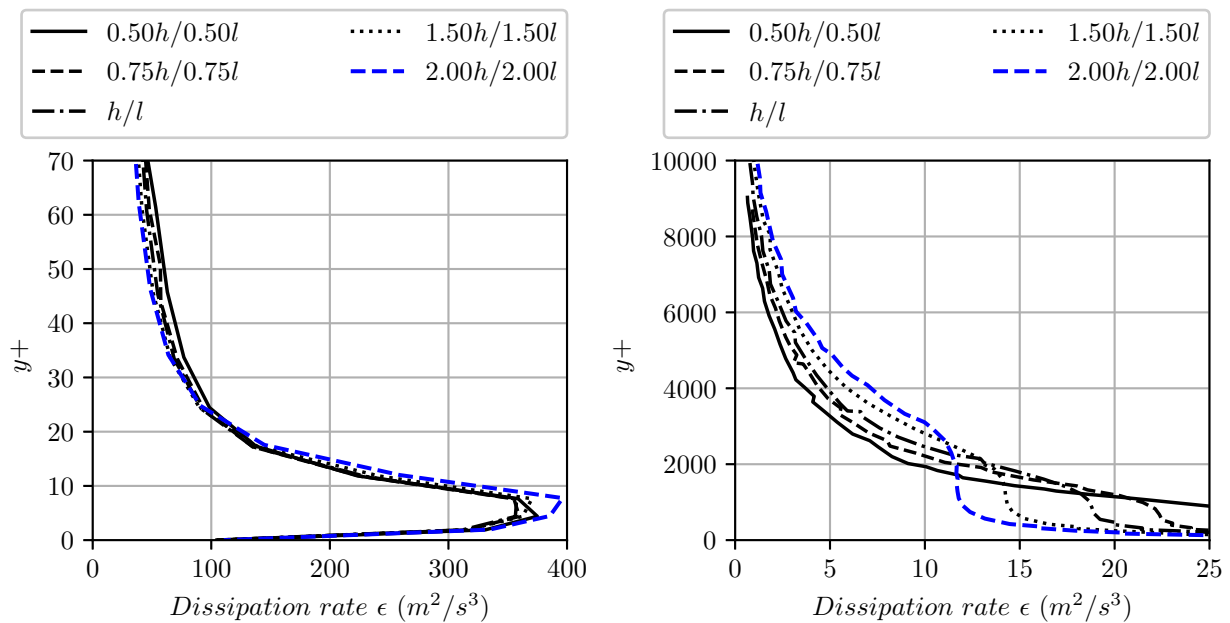 0.50h/0.50l
0.75h/0.75l
h/l
1.50h/1.50l
2.00h/2.00l
70
60
50
40
30
20
10
0
y+
0 100 200 300 400
Dissipation rate ϵ (m²/s³)
0.50h/0.50l
0.75h/0.75l
h/l
1.50h/1.50l
2.00h/2.00l
10000
8000
6000
4000
2000
0
y+
0 5 10 15 20 25
Dissipation rate ϵ (m²/s³)